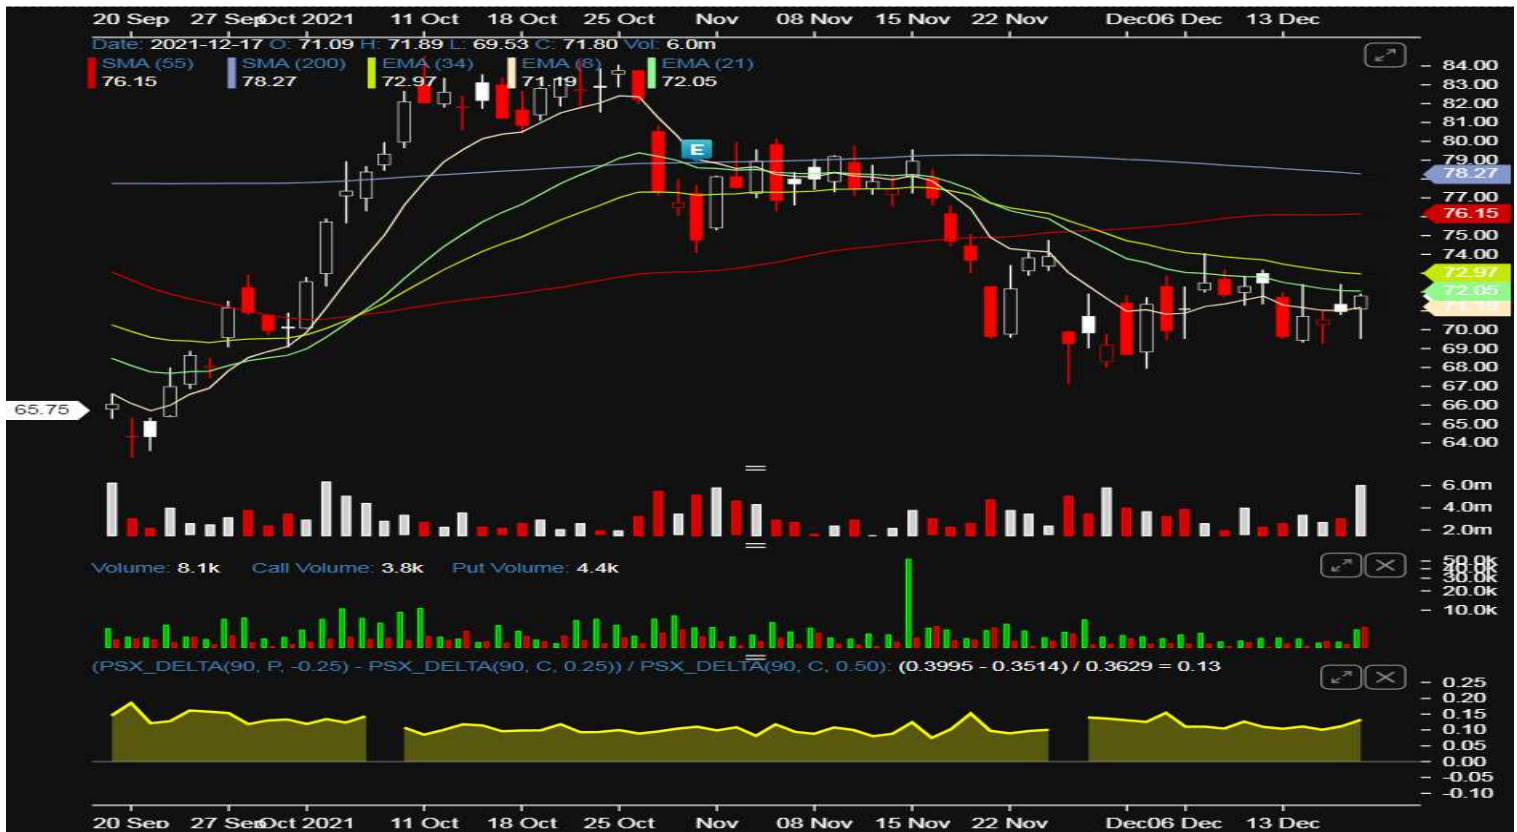 20 Sep 27 Sep Oct 2021 11 Oct 18 Oct 25 Oct Nov 08 Nov 15 Nov 22 Nov Dec 06 Dec 13 Dec
Date: 2021-12-17 O: 71.09 H: 71.89 L: 69.53 C: 71.80 Vol: 6.0m
SMA (55) SMA (200) EMA (34) EMA (8) EMA (21)
76.15 78.27 72.97 71.19 72.05
84.00
83.00
82.00
81.00
80.00
79.00
E
78.27
77.00
76.15
75.00
74.00
72.97
72.05
71.19
70.00
69.00
68.00
67.00
66.00
65.75
65.00
64.00
6.0m
4.0m
2.0m
Volume: 8.1k Call Volume: 3.8k Put Volume: 4.4k
50.0k
40.0k
30.0k
20.0k
10.0k
(PSX_DELTA(90, P, -0.25) - PSX_DELTA(90, C, 0.25)) / PSX_DELTA(90, C, 0.50): (0.3995 - 0.3514) / 0.3629 = 0.13
0.25
0.20
0.15
0.10
0.05
0.00
-0.05
-0.10
20 Sep 27 Sep Oct 2021 11 Oct 18 Oct 25 Oct Nov 08 Nov 15 Nov 22 Nov Dec 06 Dec 13 Dec